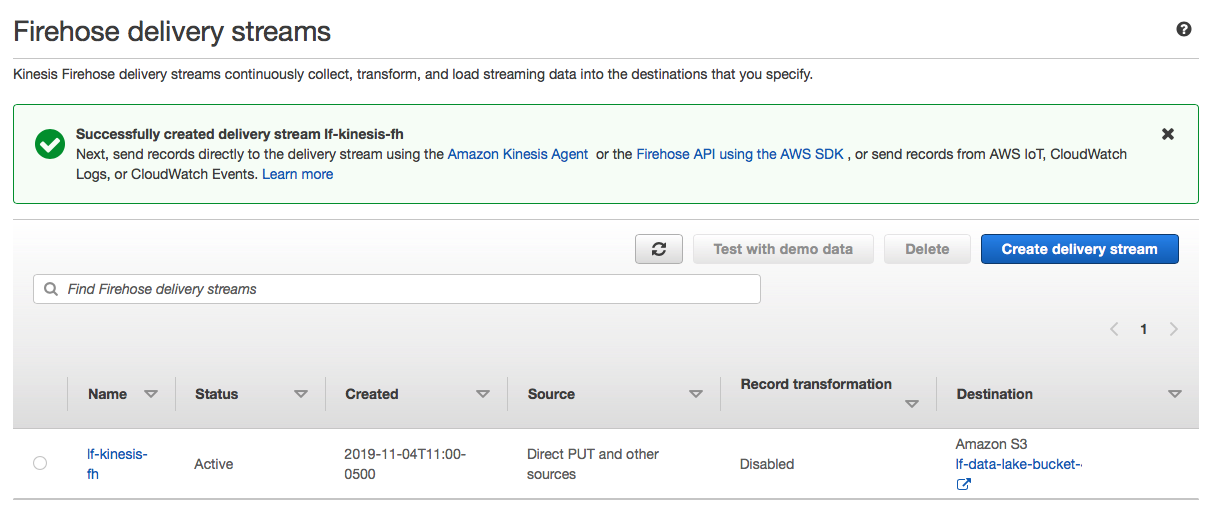 Firehose delivery streams
Kinesis Firehose delivery streams continuously collect, transform, and load streaming data into the destinations that you specify.
Successfully created delivery stream lf-kinesis-fh
Next, send records directly to the delivery stream using the Amazon Kinesis Agent or the Firehose API using the AWS SDK , or send records from AWS IoT, CloudWatch
Logs, or CloudWatch Events. Learn more
Test with demo data Delete Create delivery stream
Find Firehose delivery streams
1
Name Status Created Source Record transformation Destination
lf-kinesis-
fh
Active
2019-11-04T11:00-
0500
Direct PUT and other
sources
Disabled
Amazon S3
lf-data-lake-bucket-